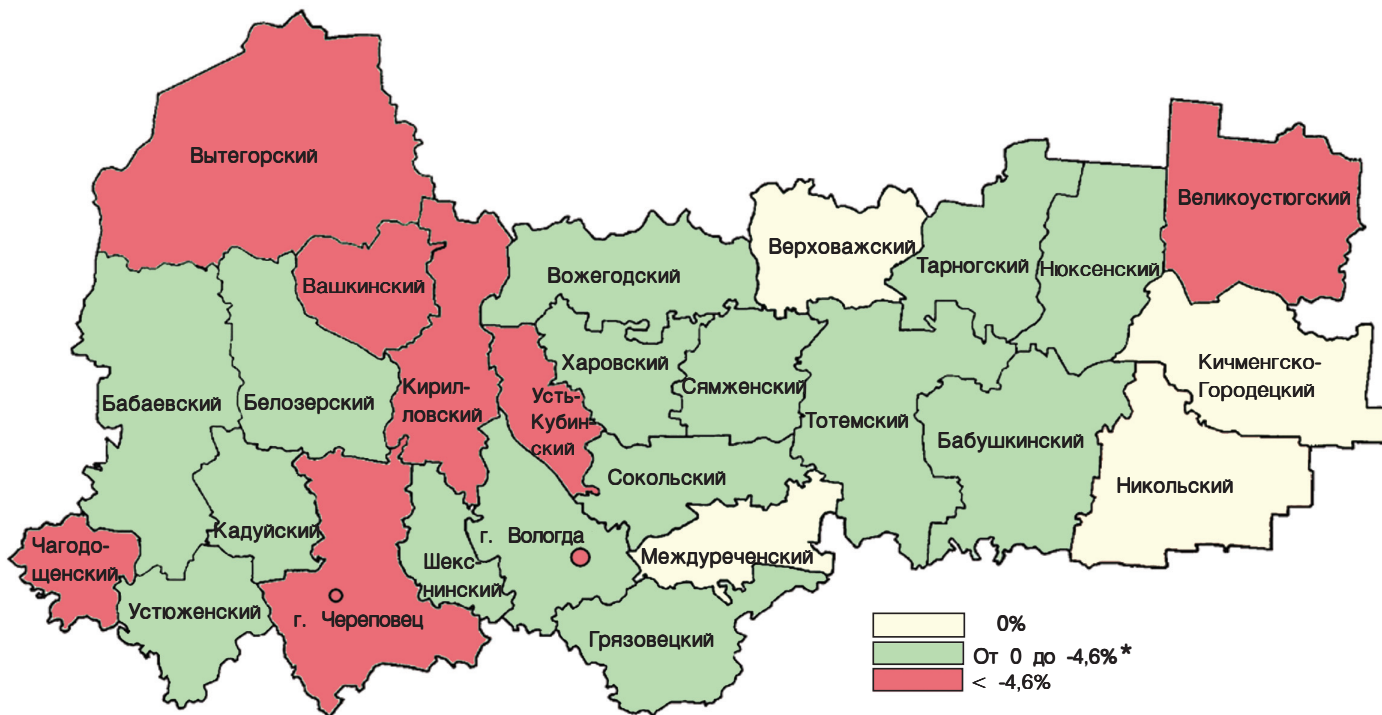 Вытегорский
Великоустюгский
Верховажский
Вожегодский
Тарногский
Нюксенский
Вашкинский
Харовский
Сямженский
Кичменгско-
Городецкий
Кирил-
ловский
Усть-
Кубин-
ский
Бабаевский
Белозерский
Тотемский
Бабушкинский
Сокольский
Никольский
Кадуйский
г. Вологда
Междуреченский
Чагодо-
щенский
Шекс-
нинский
Устюженский
г. Череповец
Грязовецкий
0%
От 0 до -4,6%*
< -4,6%